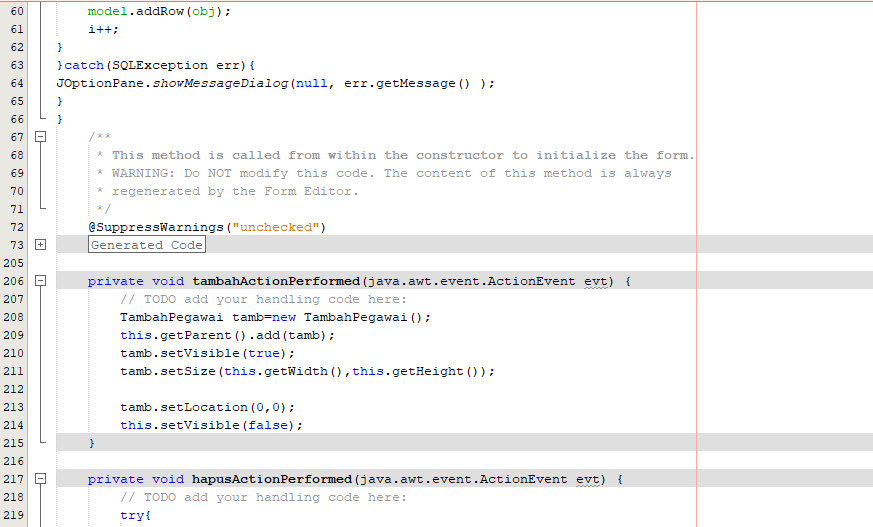 60 model.addRow(obj);
61 i++;
62 }
63 }catch(SQLException err){
64 JOptionPane.showMessageDialog(null, err.getMessage() );
65 }
66 }
67 /**
68 * This method is called from within the constructor to initialize the form.
69 * WARNING: Do NOT modify this code. The content of this method is always
70 * regenerated by the Form Editor.
71 */
72 @SuppressWarnings("unchecked")
73 Generated Code
205
206 private void tambahActionPerformed(java.awt.event.ActionEvent evt) {
207 // TODO add your handling code here:
208 TambahPegawai tamb=new TambahPegawai();
209 this.getParent().add(tamb);
210 tamb.setVisible(true);
211 tamb.setSize(this.getWidth(),this.getHeight());
212
213 tamb.setLocation(0,0);
214 this.setVisible(false);
215 }
216
217 private void hapusActionPerformed(java.awt.event.ActionEvent evt) {
218 // TODO add your handling code here:
219 try{